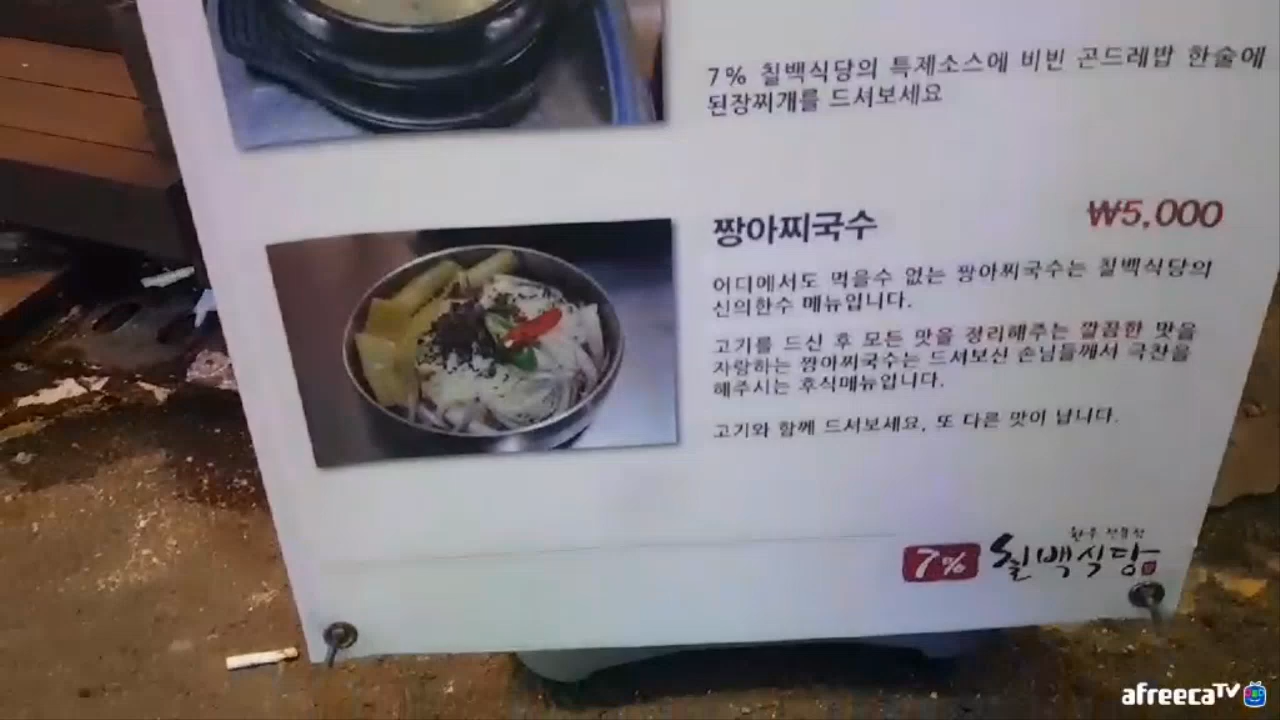 7% 칠백식당의 특제소스에 비빈 곤드레밥 한술에
된장찌개를 드셔보세요
짱아찌국수
₩5,000
어디에서도 먹을수 없는 짱아찌국수는 칠백식당의
신의한수 메뉴입니다.
고기를 드신 후 모든 맛을 정리해주는 깔끔한 맛을
자랑하는 짱아찌국수는 드셔보신 손님들께서 극찬을
해주시는 후식메뉴입니다.
고기와 함께 드셔보세요, 또 다른 맛이 납니다.
한우 전문점
7% 칠백식당
afreecaTV